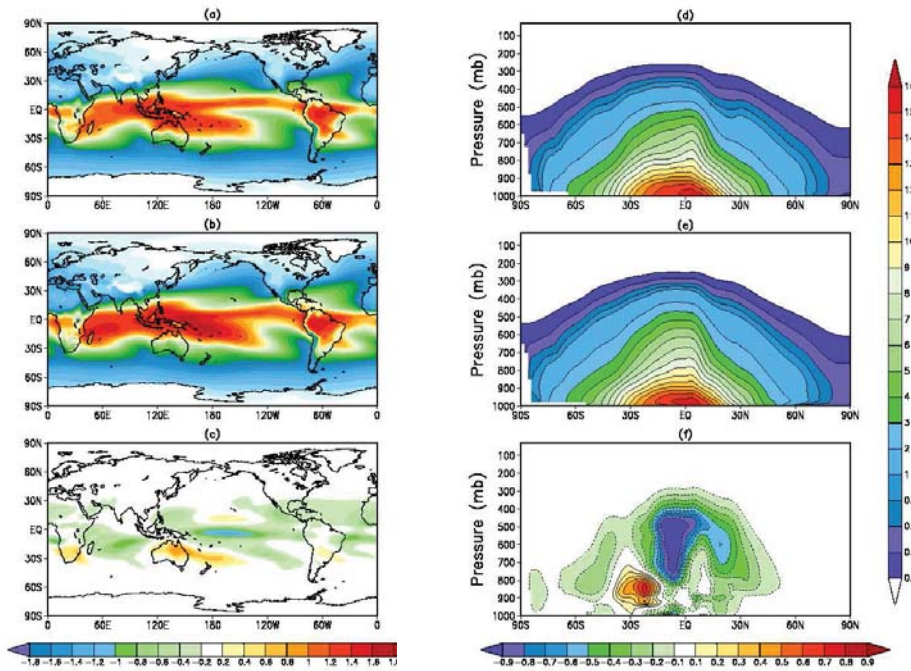 (a)
90N
60N
30N
EQ
30S
60S
90S
0 60E 120E 180 120W 60W 0
(b)
90N
60N
30N
EQ
30S
60S
90S
0 60E 120E 180 120W 60W 0
(c)
90N
60N
30N
EQ
30S
60S
90S
0 60E 120E 180 120W 60W 0
-1.8 -1.6 -1.4 -1.2 -1 -0.8 -0.6 -0.4 -0.2 0.2 0.4 0.6 0.8 1 1.2 1.4 1.6
(d)
Pressure (mb)
100
200
300
400
500
600
700
800
900
1000
90S 60S 30S EQ 30N 60N 90N
(e)
Pressure (mb)
100
200
300
400
500
600
700
800
900
1000
90S 60S 30S EQ 30N 60N 90N
(f)
Pressure (mb)
100
200
300
400
500
600
700
800
900
1000
90S 60S 30S EQ 30N 60N 90N
-0.9 -0.8 -0.7 -0.6 -0.5 -0.4 -0.3 -0.2 -0.1 0.1 0.2 0.3 0.4 0.5 0.6 0.8 0.9